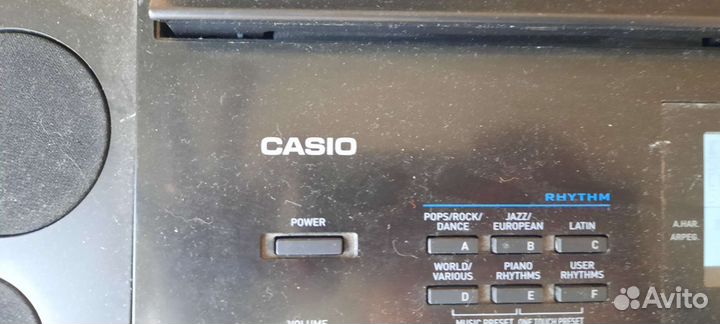 CASIO
RHYTHM
POWER
POPS/ROCK/
DANCE
JAZZ/
EUROPEAN
LATIN
A
B
C
A.HAR.
ARPEG.
WORLD/
VARIOUS
PIANO
RHYTHMS
USER
RHYTHMS
D
E
F
VOLUME
MUSIC PRESET
ONE TOUCH PRESET
Avito